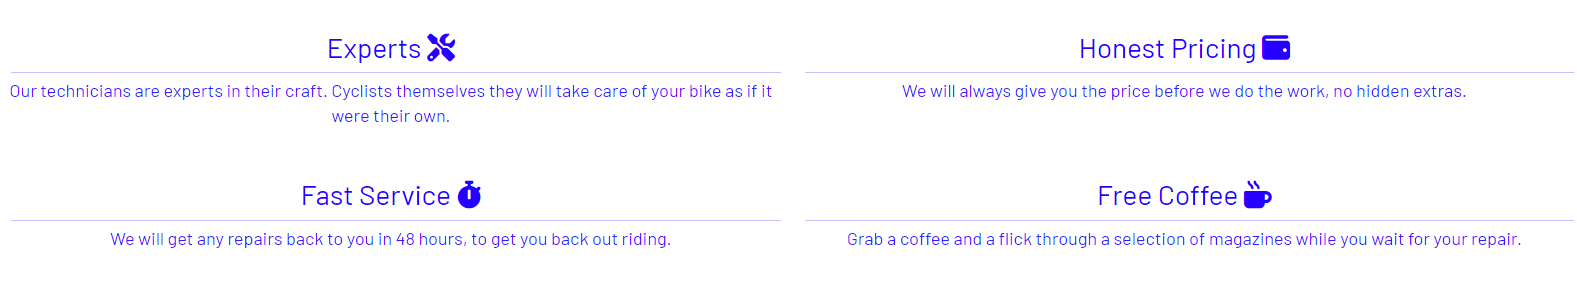 Experts
Our technicians are experts in their craft. Cyclists themselves they will take care of your bike as if it
were their own.
Honest Pricing
We will always give you the price before we do the work, no hidden extras.
Fast Service
We will get any repairs back to you in 48 hours, to get you back out riding.
Free Coffee
Grab a coffee and a flick through a selection of magazines while you wait for your repair.